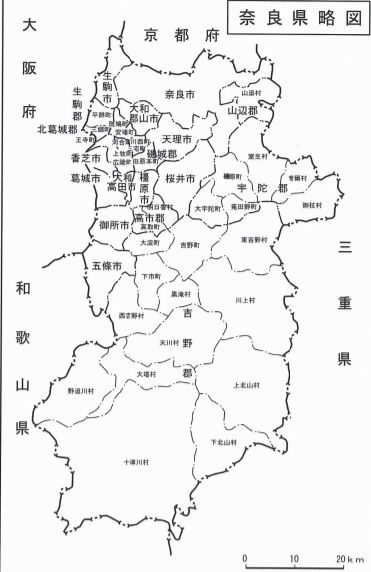 奈良県略図
京都府
大阪府
和歌山県
三重県
生駒市
奈良市
山添村
生駒郡
平群町
大和郡山市
山辺郡
斑鳩町
安堵町
北葛城郡
三郷町
王寺町
河合町
川西町
三宅町
天理市
室生村
上牧町
磯城郡
香芝市
広陵町
田原本町
葛城市
大和高田市
橿原市
桜井市
榛原町
曽爾村
宇陀郡
大宇陀町
菟田野町
御杖村
明日香村
高市郡
高取町
御所市
大淀町
吉野町
東吉野村
五條市
下市町
黒滝村
川上村
西吉野村
吉野郡
天川村
大塔村
野迫川村
上北山村
下北山村
十津川村
0 10 20km